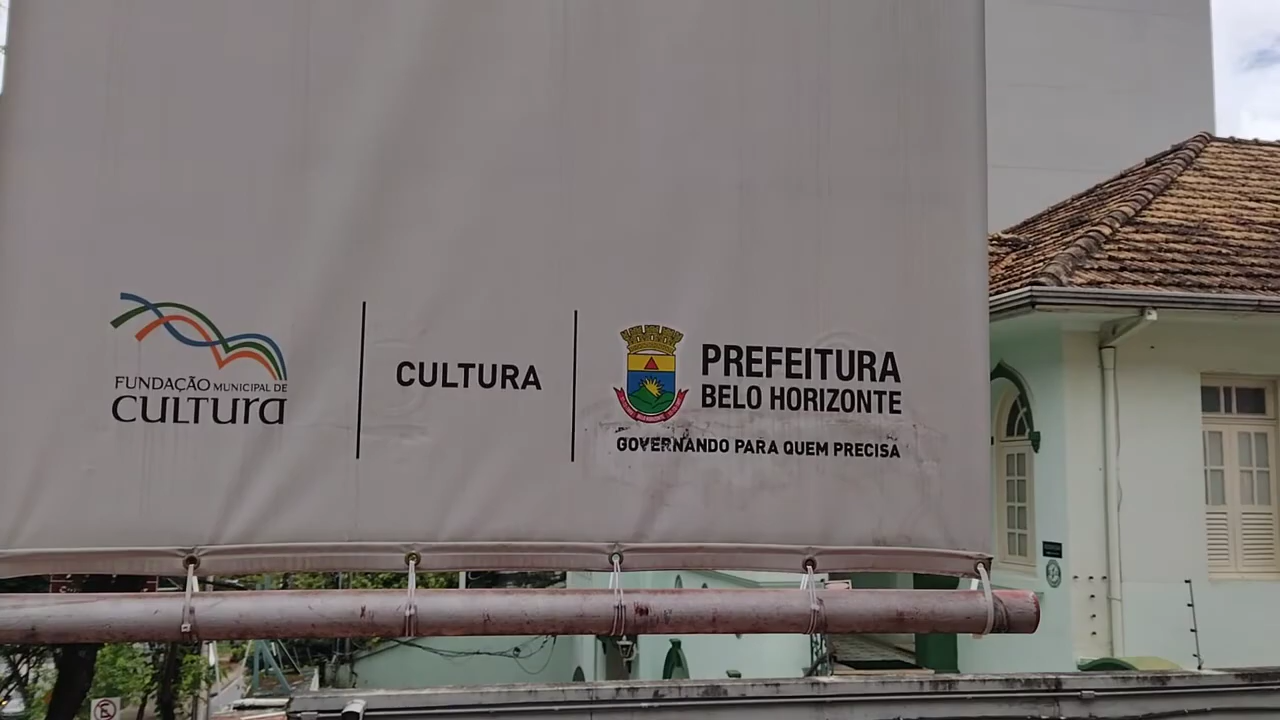 FUNDAÇÃO MUNICIPAL DE
CULTURA
CULTURA
PREFEITURA
BELO HORIZONTE
GOVERNANDO PARA QUEM PRECISA